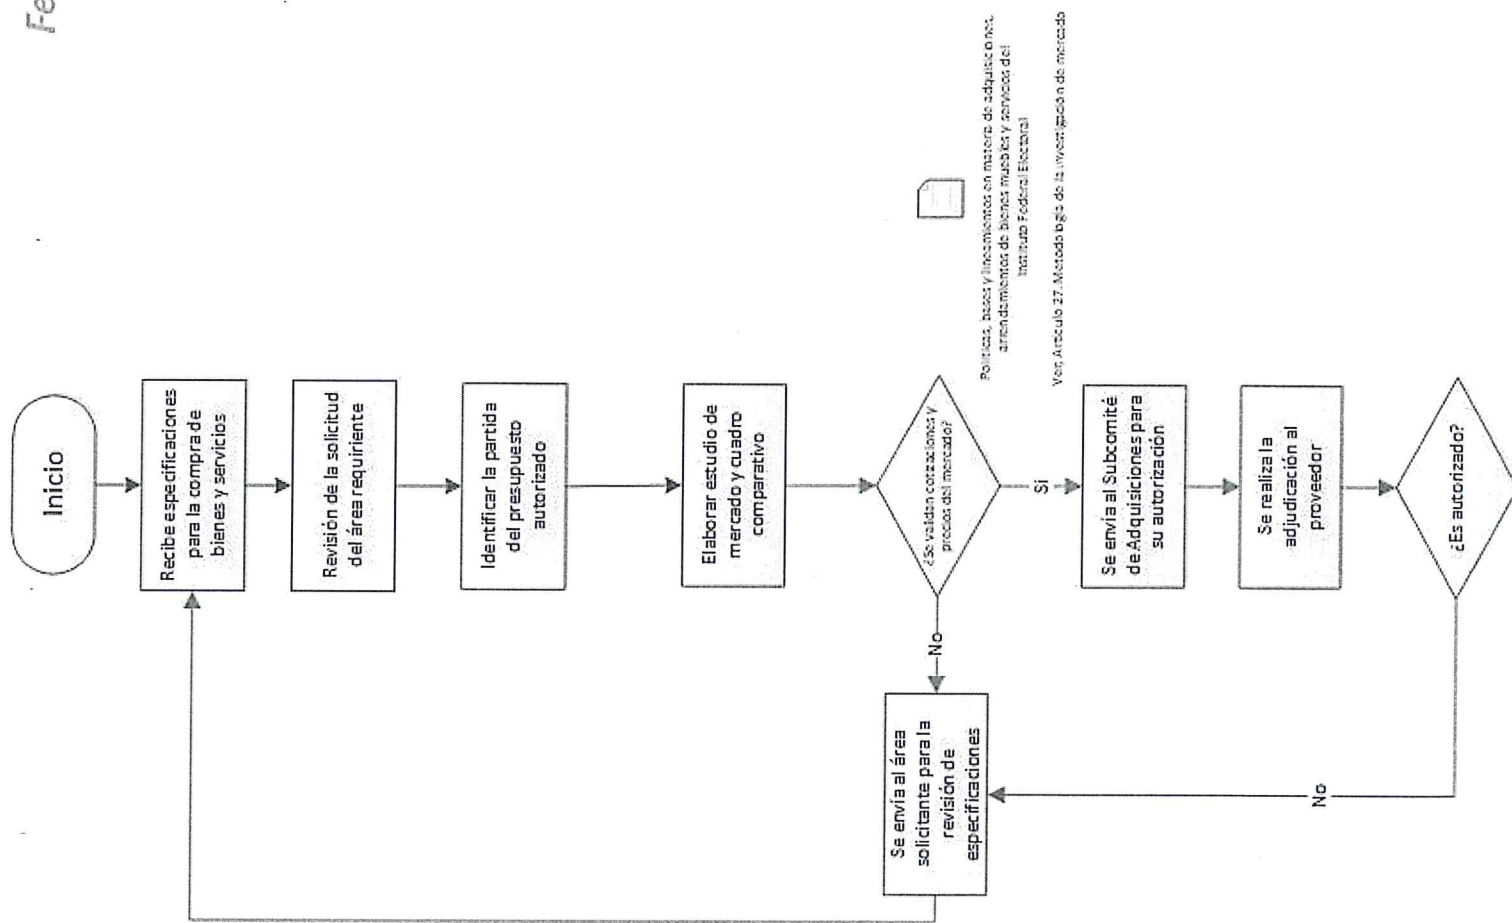 Fe
Inicio
Recibe especificaciones
para la compra de
bienes y servicios
Revisión de la solicitud
del área requiriente
Identificar la partida
del presupuesto
autorizado
Elaborar estudio de
mercado y cuadro
comparativo
¿Se validan cotizaciones y
precios del mercado?
No
Si
Se envía al área
solicitante para la
revisión de
especificaciones
Políticas, bases y lineamientos en materia de adquisiciones,
arrendamientos de bienes muebles y servicios del
Instituto Federal Electoral
Ver, Artículo 27. Metodología de la investigación de mercado
Se envía al Subcomité
de Adquisiciones para
su autorización
Se realiza la
adjudicación al
proveedor
¿Es autorizado?
No